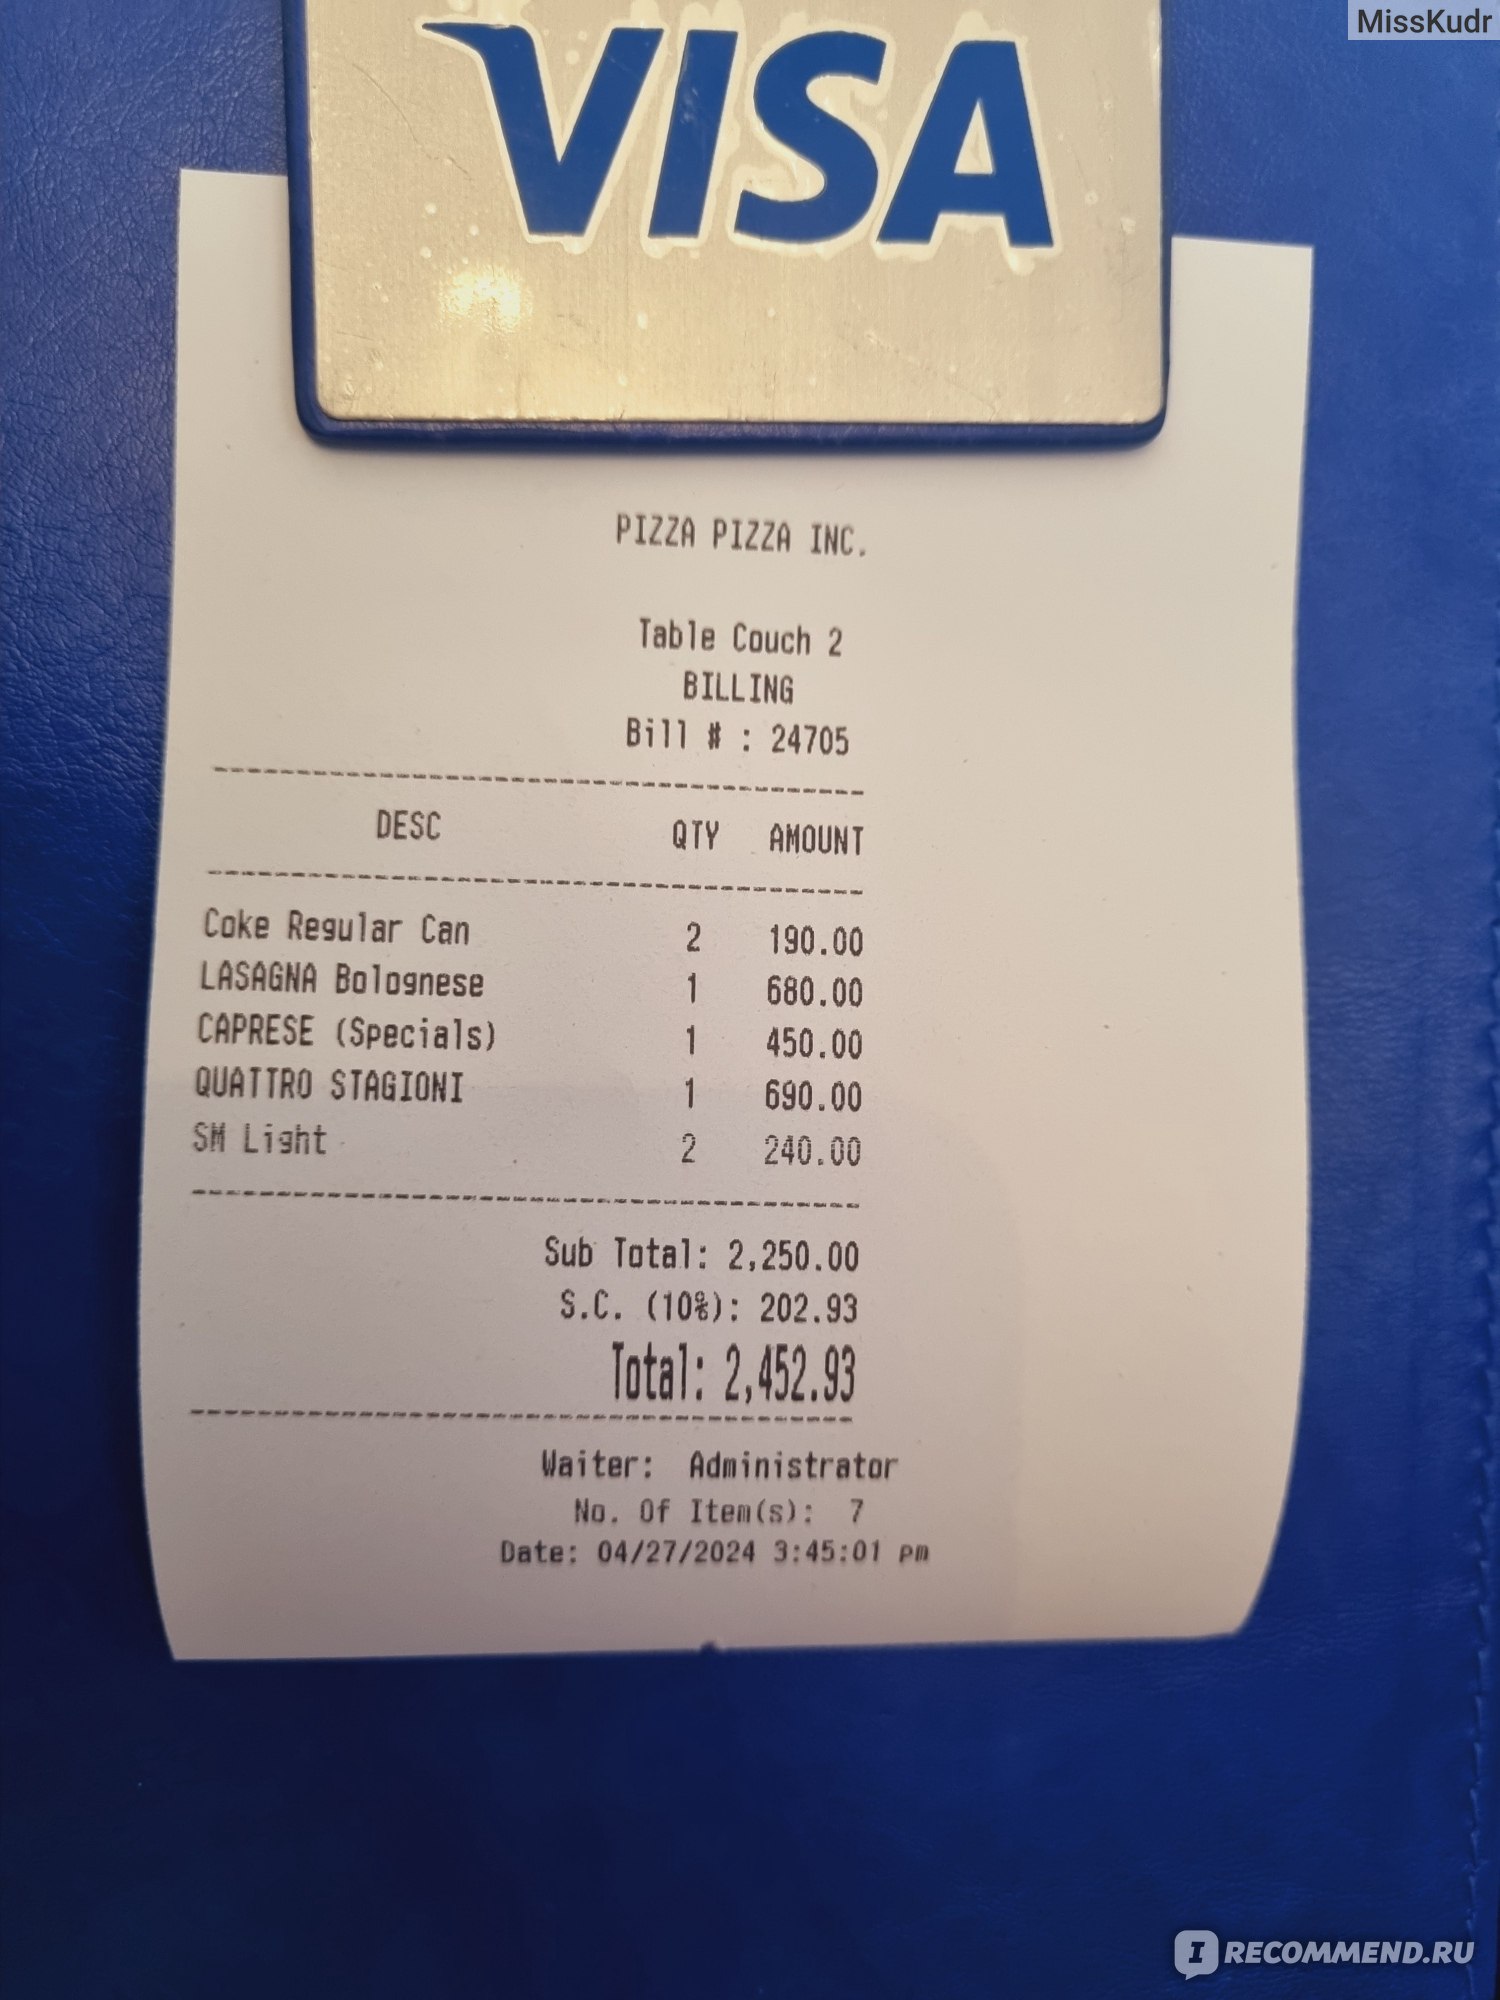 MissKudr
VISA
PIZZA PIZZA INC.
Table Couch 2
BILLING
Bill # : 24705
DESC QTY AMOUNT
Coke Regular Can 2 190.00
LASAGNA Bolognese 1 680.00
CAPRESE (Specials) 1 450.00
QUATTRO STAGIONI 1 690.00
SM Light 2 240.00
Sub Total: 2,250.00
S.C. (10%): 202.93
Total: 2,452.93
Waiter: Administrator
No. Of Item(s): 7
Date: 04/27/2024 3:45:01 pm
I RECOMMEND.RU